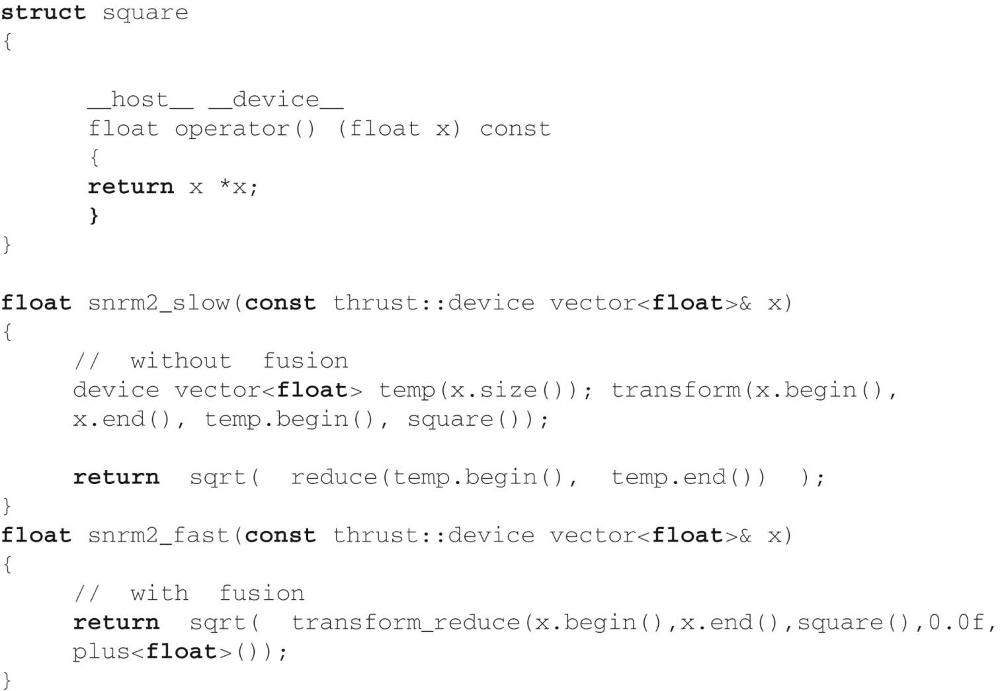 struct square
{
__host__ __device__
float operator() (float x) const
{
return x *x;
}
}
float snrm2_slow(const thrust::device vector<float>& x)
{
// without fusion
device vector<float> temp(x.size()); transform(x.begin(),
x.end(), temp.begin(), square());
return sqrt( reduce(temp.begin(), temp.end()) );
}
float snrm2_fast(const thrust::device vector<float>& x)
{
// with fusion
return sqrt( transform_reduce(x.begin(),x.end(),square(),0.0f,
plus<float>());
}